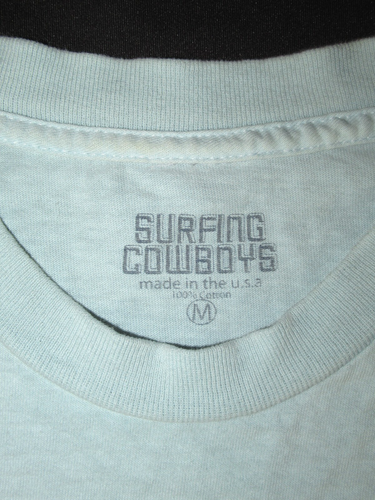 SURFING
COWBOYS
made in the u.s.a
100% Cotton
M